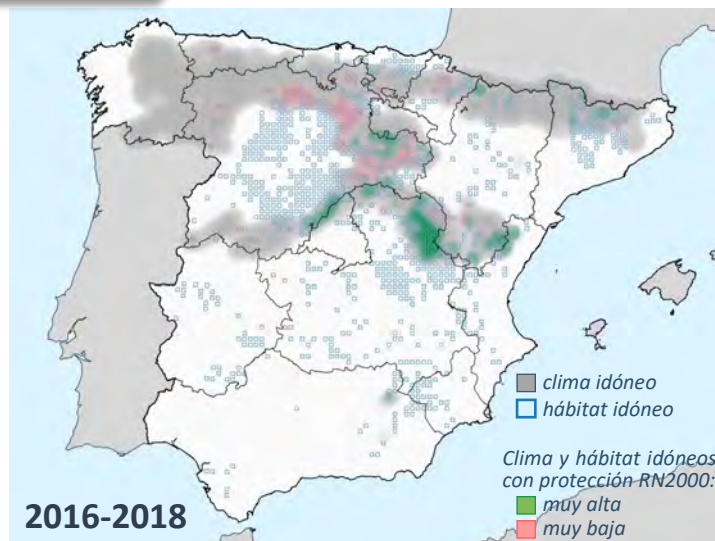 clima idóneo
hábitat idóneo
Clima y hábitat idóneos
con protección RN2000:
muy alta
muy baja
2016-2018